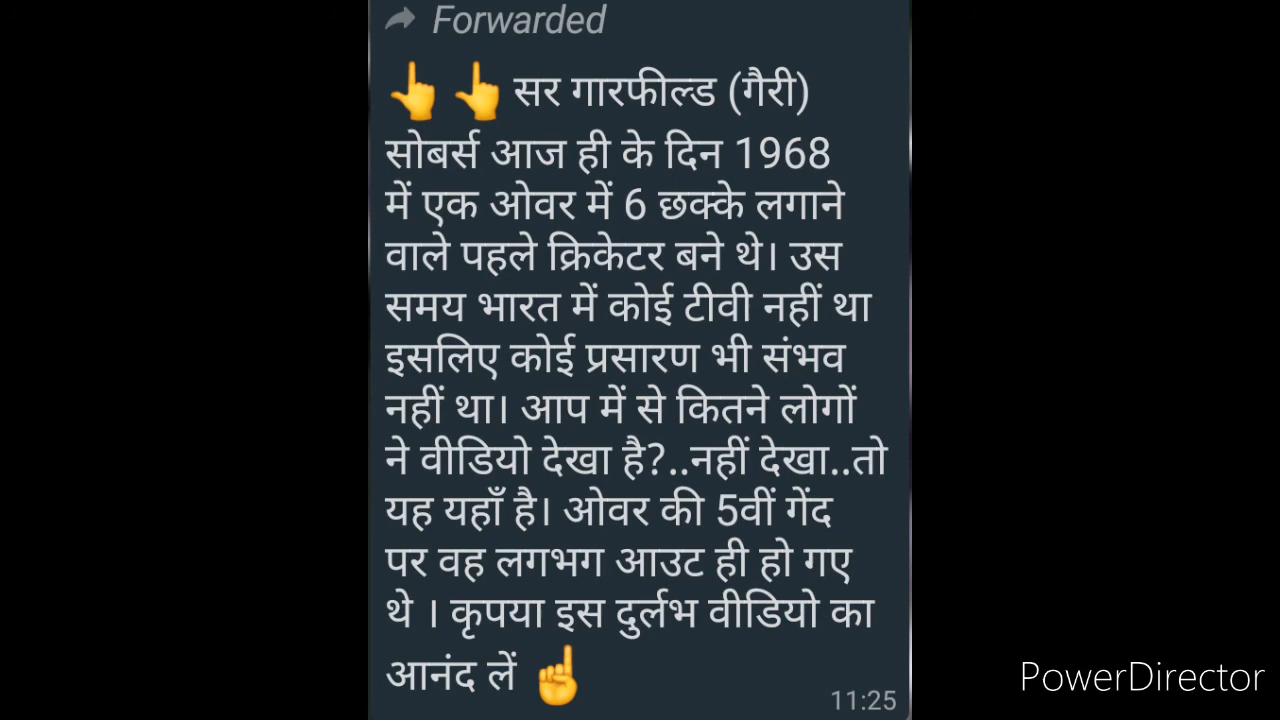 Forwarded
👆👆 सर गारफील्ड (गैरी)
सोबर्स आज ही के दिन 1968
में एक ओवर में 6 छक्के लगाने
वाले पहले क्रिकेटर बने थे। उस
समय भारत में कोई टीवी नहीं था
इसलिए कोई प्रसारण भी संभव
नहीं था। आप में से कितने लोगों
ने वीडियो देखा है?..नहीं देखा..तो
यह यहाँ है। ओवर की 5वीं गेंद
पर वह लगभग आउट ही हो गए
थे । कृपया इस दुर्लभ वीडियो का
आनंद लें ☝
11:25
PowerDirector